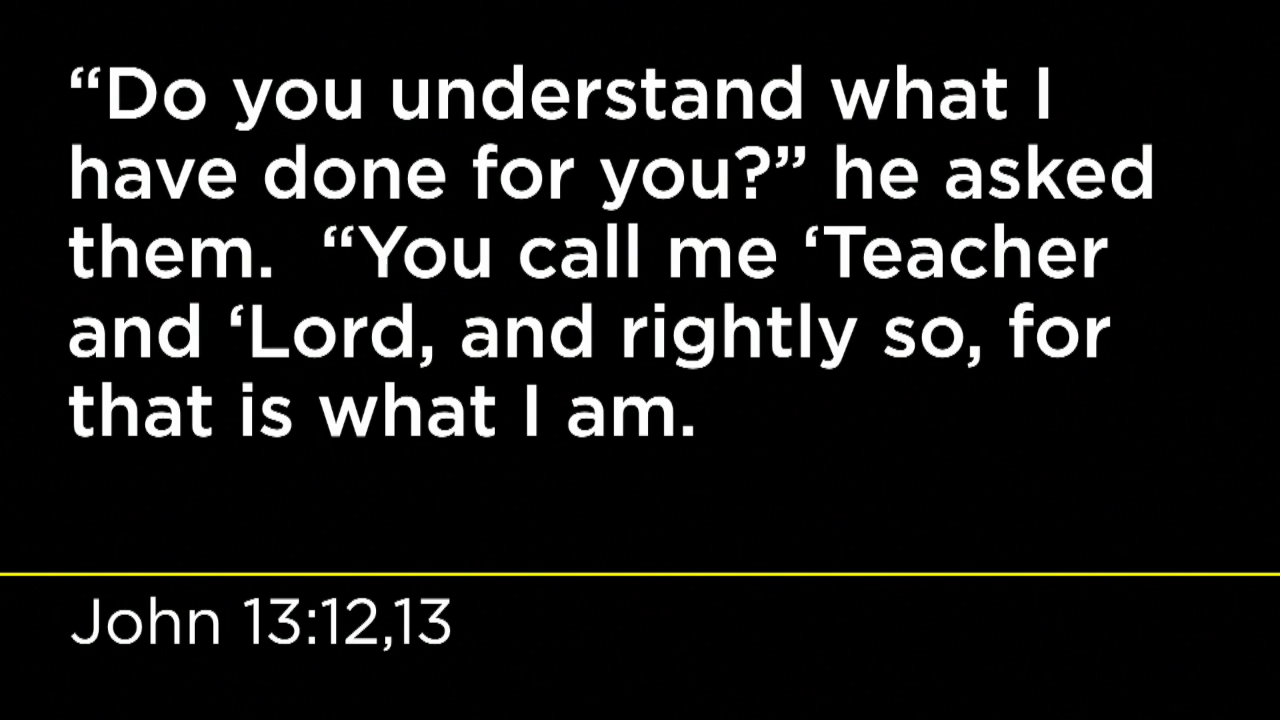 “Do you understand what I
have done for you?” he asked
them.  “You call me ‘Teacher
and ‘Lord, and rightly so, for
that is what I am.
John 13:12,13